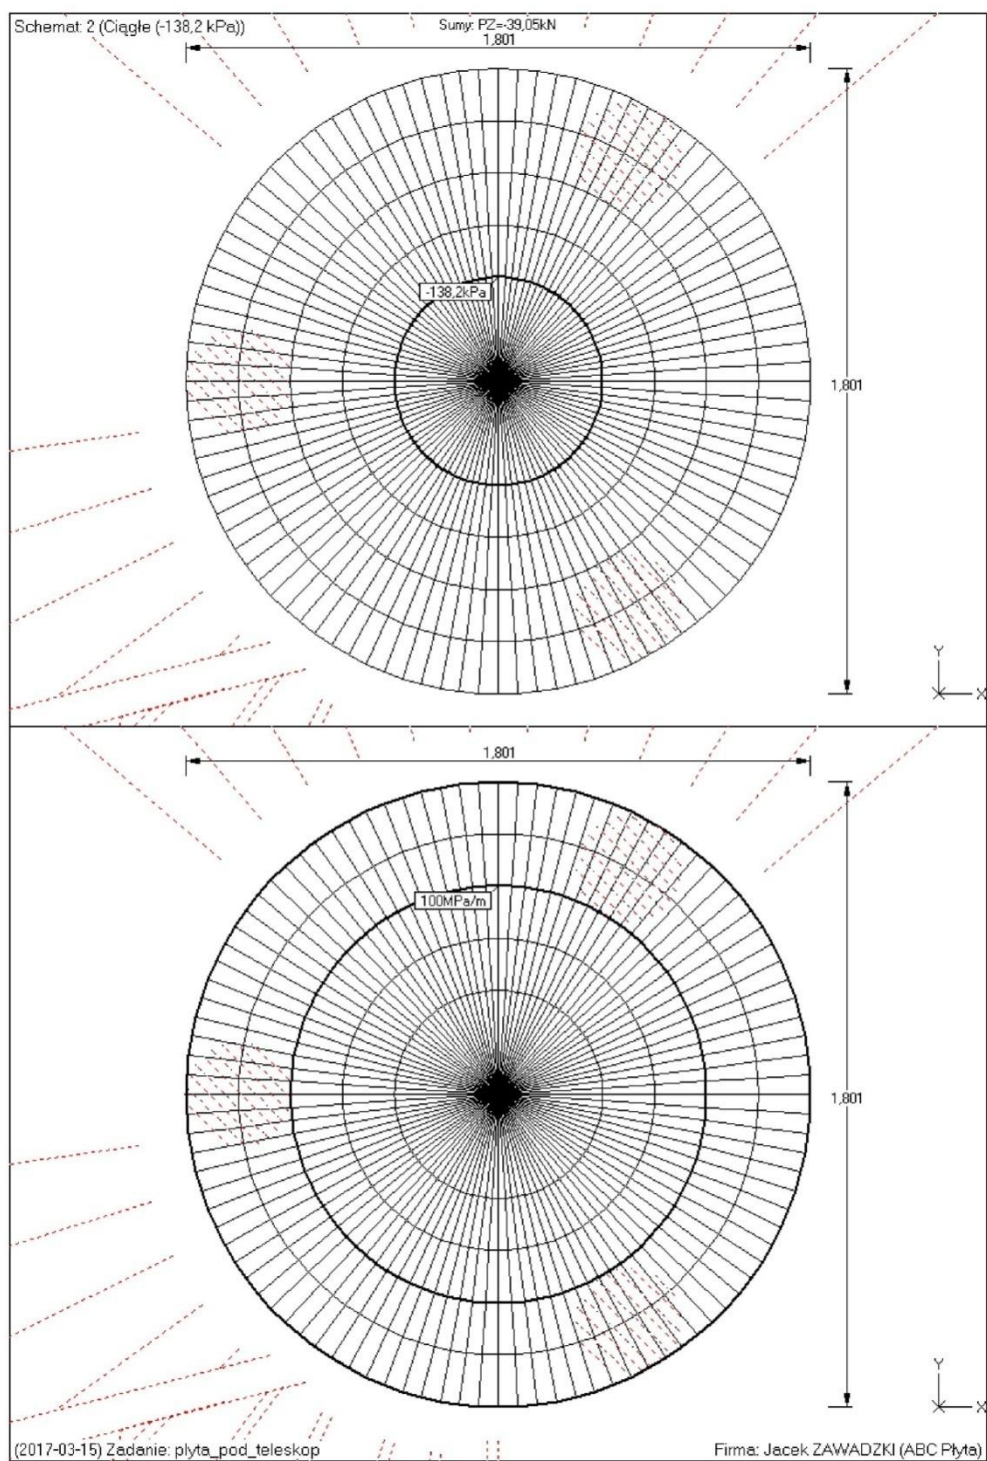 Schemat: 2 (Ciągłe (-138,2 kPa))
Sumy: PZ=-39,05kN
1,801
-138,2kPa
1,801
Y
X
1,801
100MPa/m
1,801
Y
X
(2017-03-15) Zadanie: plyta_pod_teleskop
Firma: Jacek ZAWADZKI (ABC Płyta)